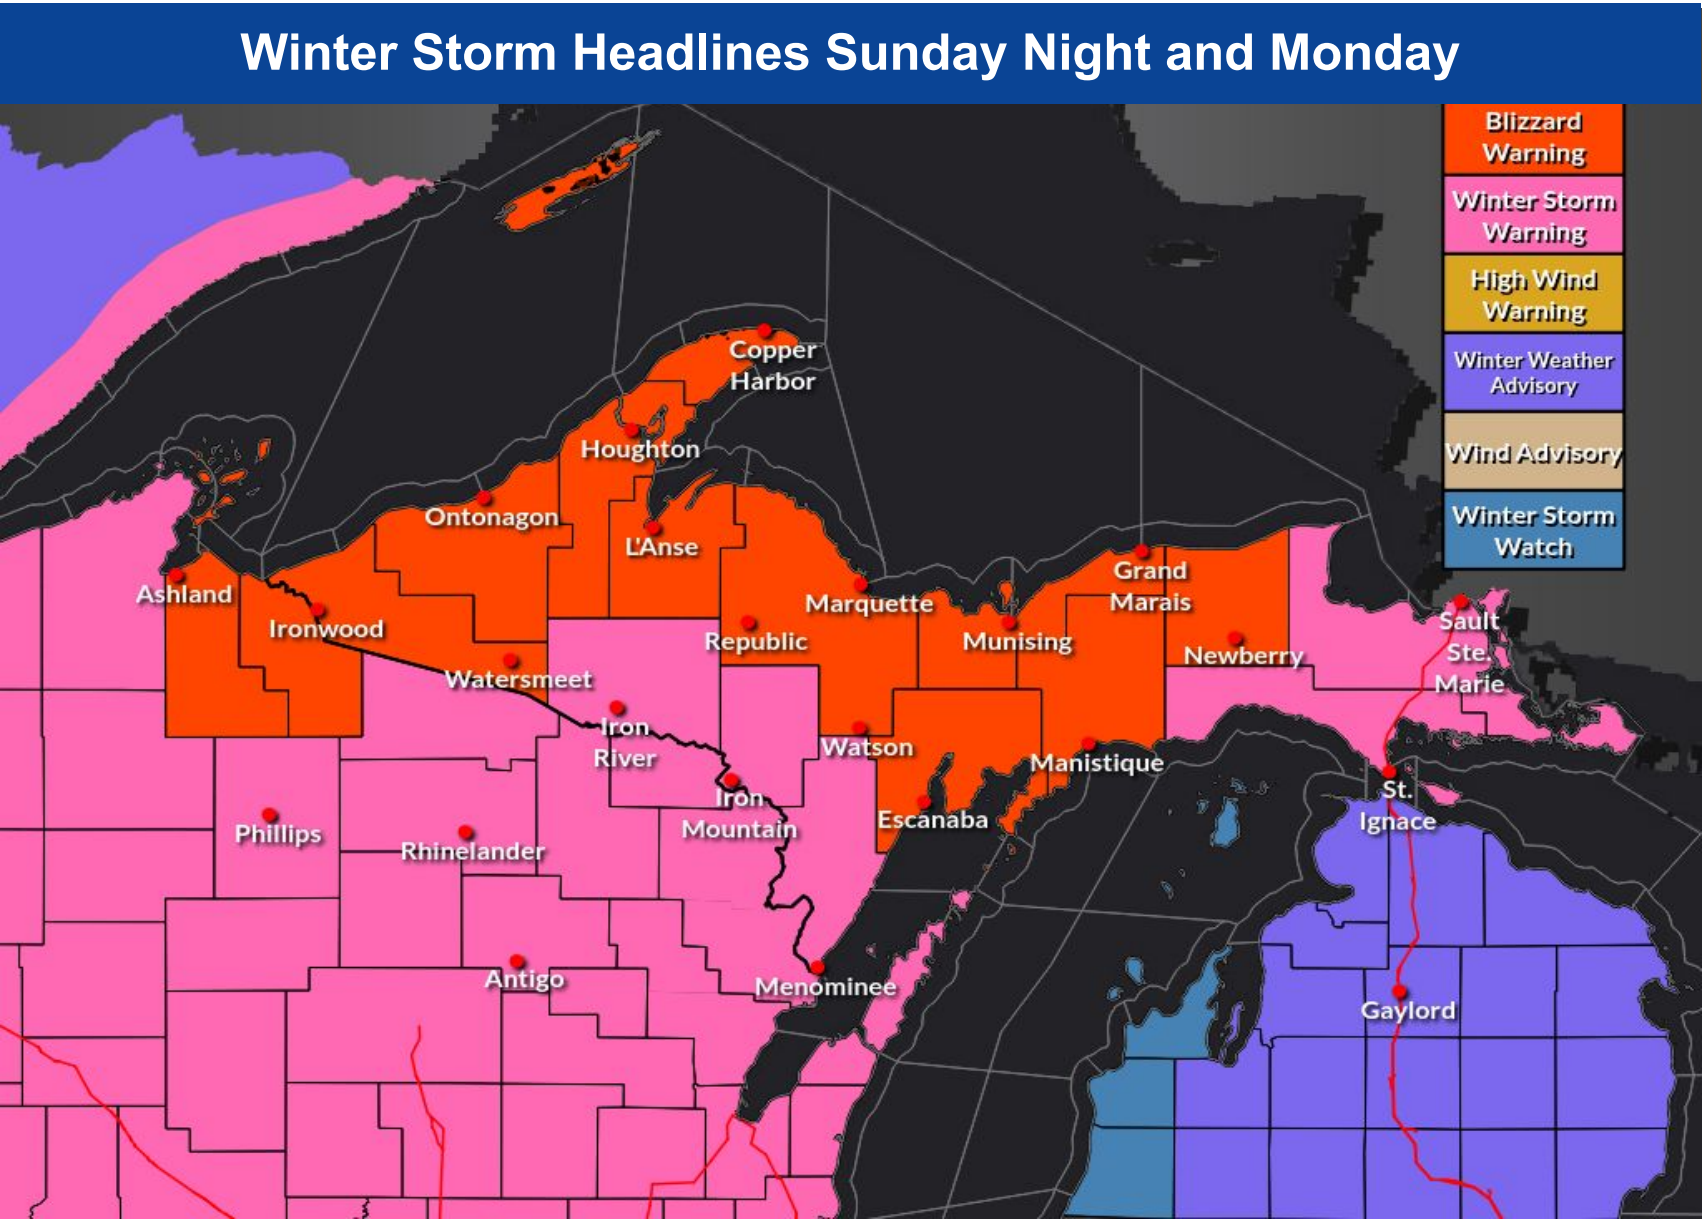 Winter Storm Headlines Sunday Night and Monday
Blizzard
Warning
Winter Storm
Warning
High Wind
Warning
Winter Weather
Advisory
Wind Advisory
Winter Storm
Watch
Copper
Harbor
Houghton
Ontonagon
L'Anse
Ashland
Ironwood
Watersmeet
Marquette
Republic
Munising
Grand
Marais
Newberry
Sault
Ste.
Marie
Iron
River
Watson
Manistique
Iron
Mountain
Escanaba
St.
Ignace
Phillips
Rhinelander
Antigo
Menominee
Gaylord